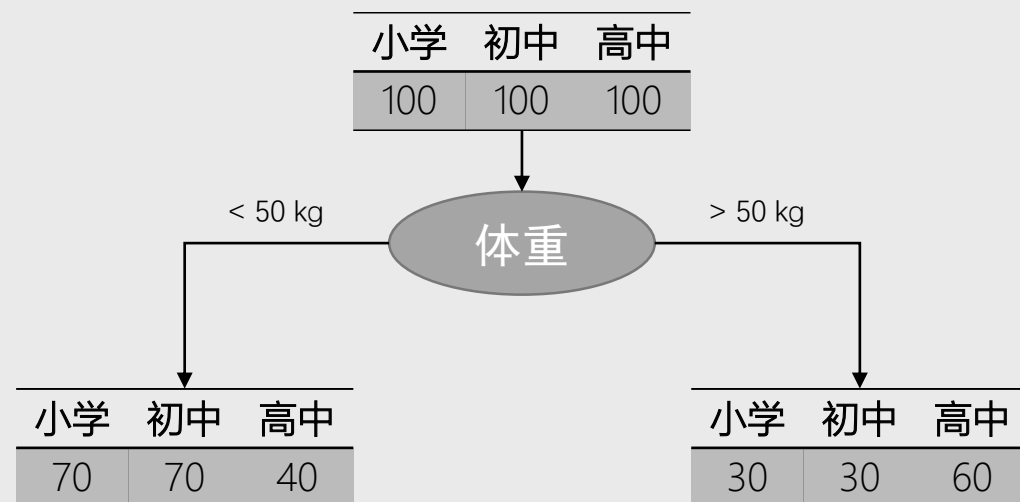 小学 初中 高中
100 100 100
< 50 kg
体重
> 50 kg
小学 初中 高中
70 70 40
小学 初中 高中
30 30 60